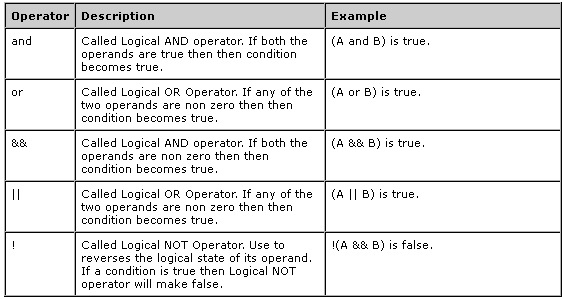 Operator Description Example
and Called Logical AND operator. If both the (A and B) is true.
operands are true then then condition
becomes true.
or Called Logical OR Operator. If any of the (A or B) is true.
two operands are non zero then then
condition becomes true.
&& Called Logical AND operator. If both the (A && B) is true.
operands are non zero then then
condition becomes true.
|| Called Logical OR Operator. If any of the (A || B) is true.
two operands are non zero then then
condition becomes true.
! Called Logical NOT Operator. Use to !(A && B) is false.
reverses the logical state of its operand.
If a condition is true then Logical NOT
operator will make false.